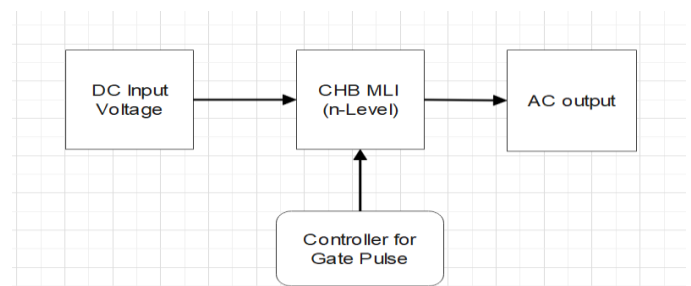 DC Input
Voltage
CHB MLI
(n-Level)
AC output
Controller for
Gate Pulse